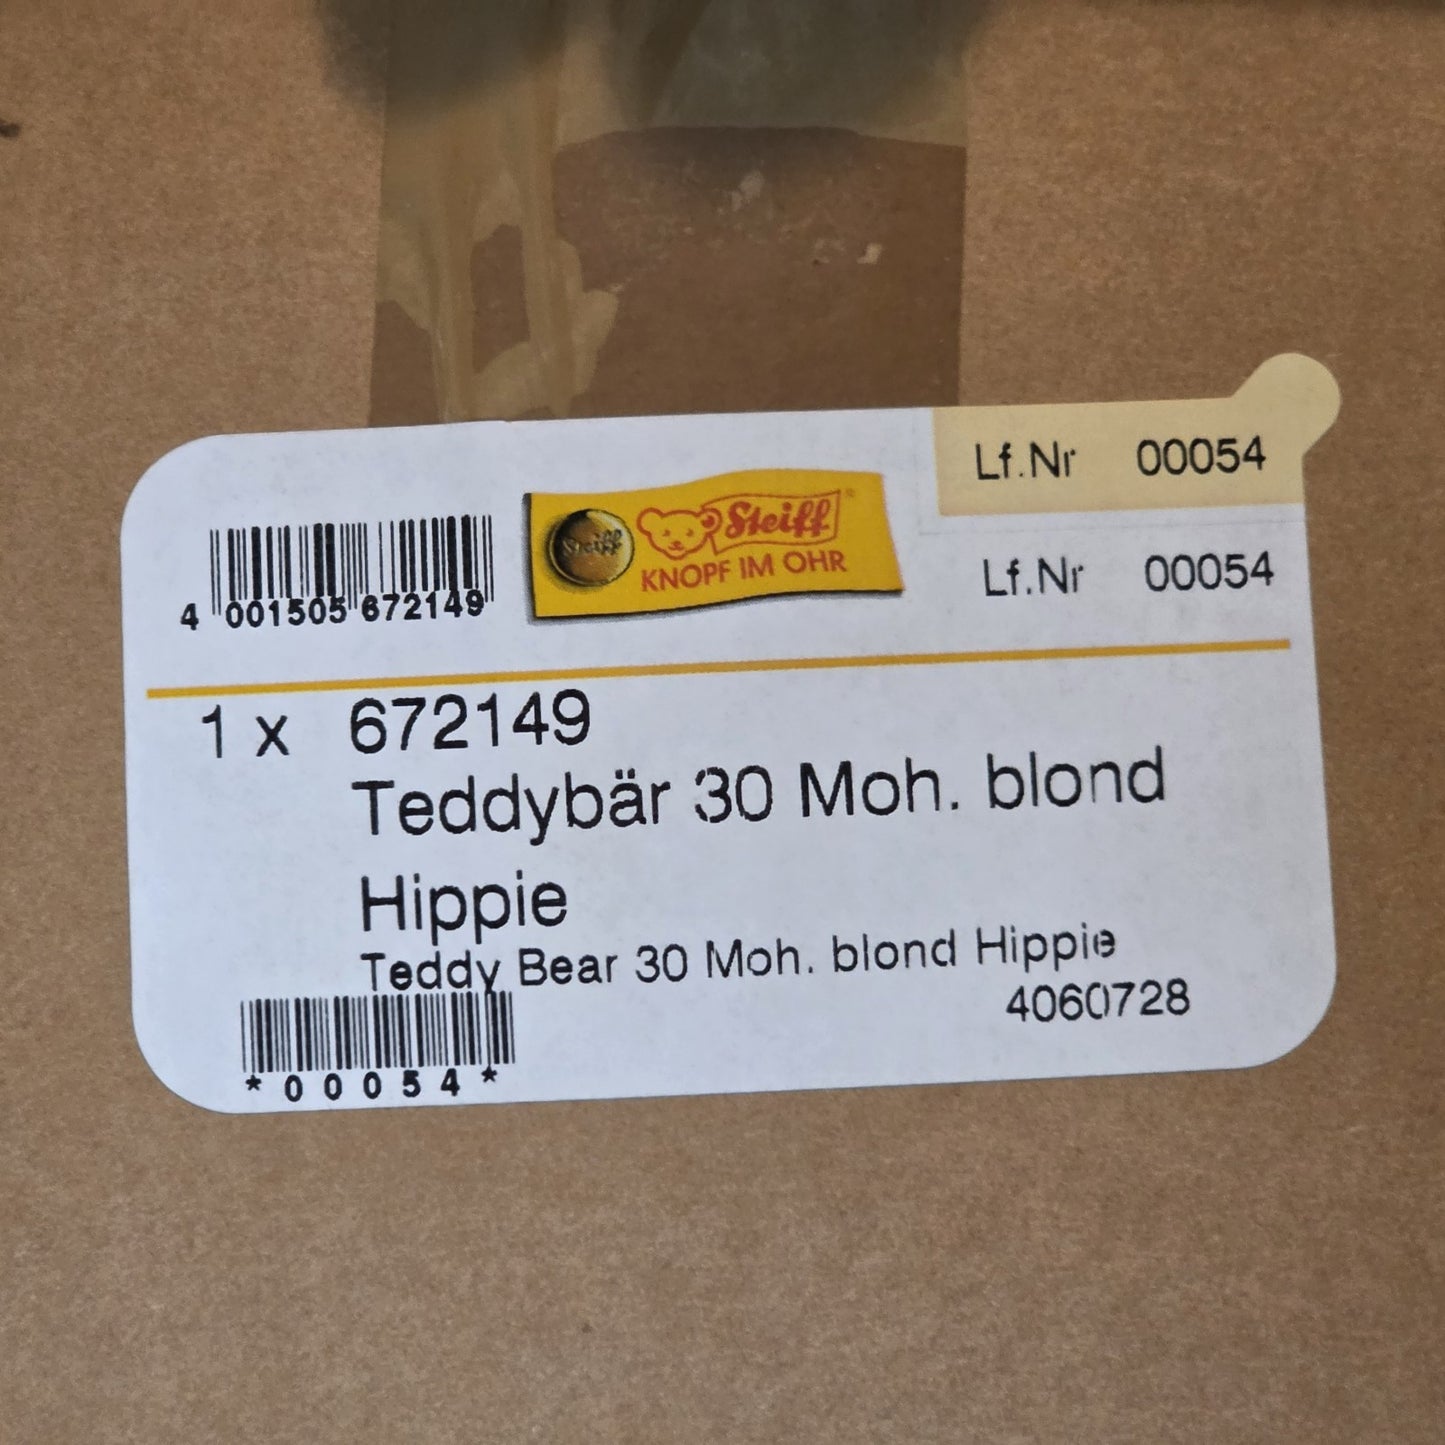 Lf.Nr 00054
Steiff
Steiff®
KNOPF IM OHR
Lf.Nr 00054
4 001505 672149
1 x 672149
Teddybär 30 Moh. blond
Hippie
Teddy Bear 30 Moh. blond Hippie
4060728
*00054*